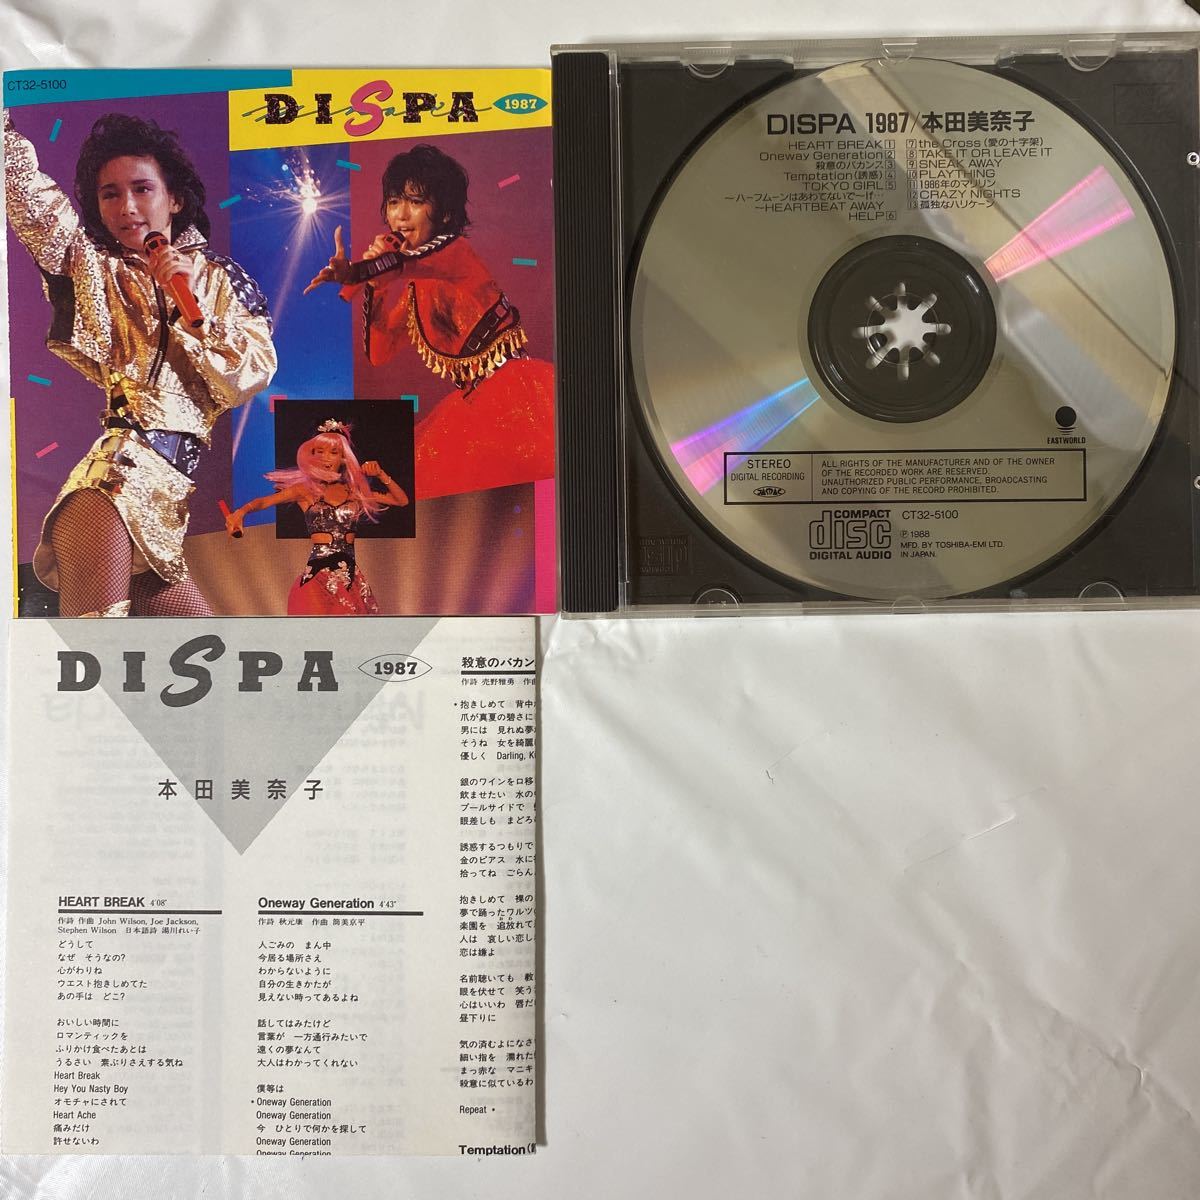 CT32-5100
DISPA 1987
DISPA 1987/本田美奈子
HEART BREAK 1
Oneway Generation 2
殺意のバカンス 3
Temptation(誘惑) 4
TOKYO GIRL 5
～ハーフムーンはあわてないで～If…
～HEARTBEAT AWAY
HELP 6
7 the Cross(愛の十字架)
8 TAKE IT OR LEAVE IT
9 SNEAK AWAY
10 PLAYTHING
11 1986年のマリリン
12 CRAZY NIGHTS
13 孤独なハリケーン
EASTWORLD
STEREO
DIGITAL RECORDING
ALL RIGHTS OF THE MANUFACTURER AND OF THE OWNER
OF THE RECORDED WORK ARE RESERVED.
UNAUTHORIZED PUBLIC PERFORMANCE, BROADCASTING
AND COPYING OF THE RECORD PROHIBITED.
COMPACT
disc
DIGITAL AUDIO
CT32-5100
Ⓟ 1988
MFD. BY TOSHIBA-EMI LTD.
IN JAPAN.
DISPA 1987
本田美奈子
HEART BREAK 4'08"
作詩 作曲 John Wilson, Joe Jackson,
Stephen Wilson 日本語詩 湯川れい子
どうして
なぜ そうなの?
心がわりね
ウエスト抱きしめてた
あの手は どこ?
おいしい時間に
ロマンティックを
ふりかけ食べたあとは
うるさい 素ぶりさえする気ね
Heart Break
Hey You Nasty Boy
オモチャにされて
Heart Ache
痛みだけ
許せないわ
Oneway Generation 4'43"
作詩 秋元康 作曲 筒美京平
人ごみの まん中
今居る場所さえ
わからないように
自分の生きかたが
見えない時ってあるよね
話してはみたけど
言葉が 一方通行みたいで
遠くの夢なんて
大人はわかってくれない
僕等は
*Oneway Generation
Oneway Generation
今 ひとりで何かを探して
Oneway Generation
Oneway Generation
殺意のバカン
作詩 売野雅勇 作曲
*抱きしめて 背中
爪が真夏の碧さに
男には 見れぬ夢
そうね 女を綺麗
優しく Darling, K
銀のワインを口移
飲ませたい 水の
プールサイドで
眼差しも まどろ
誘惑するつもりで
金のピアス 水に
拾ってね ごらん
抱きしめて 裸の
夢で踊ったワルツ
楽園を 追放れて
人は 哀しい恋し
恋は嫌よ
名前聴いても 教
眼を伏せて 笑う
心はいいわ 唇だ
昼下りに
気の済むよになさ
細い指を 濡れた
まっ赤な マニキ
殺意に似ているわ
Repeat *
Temptation(